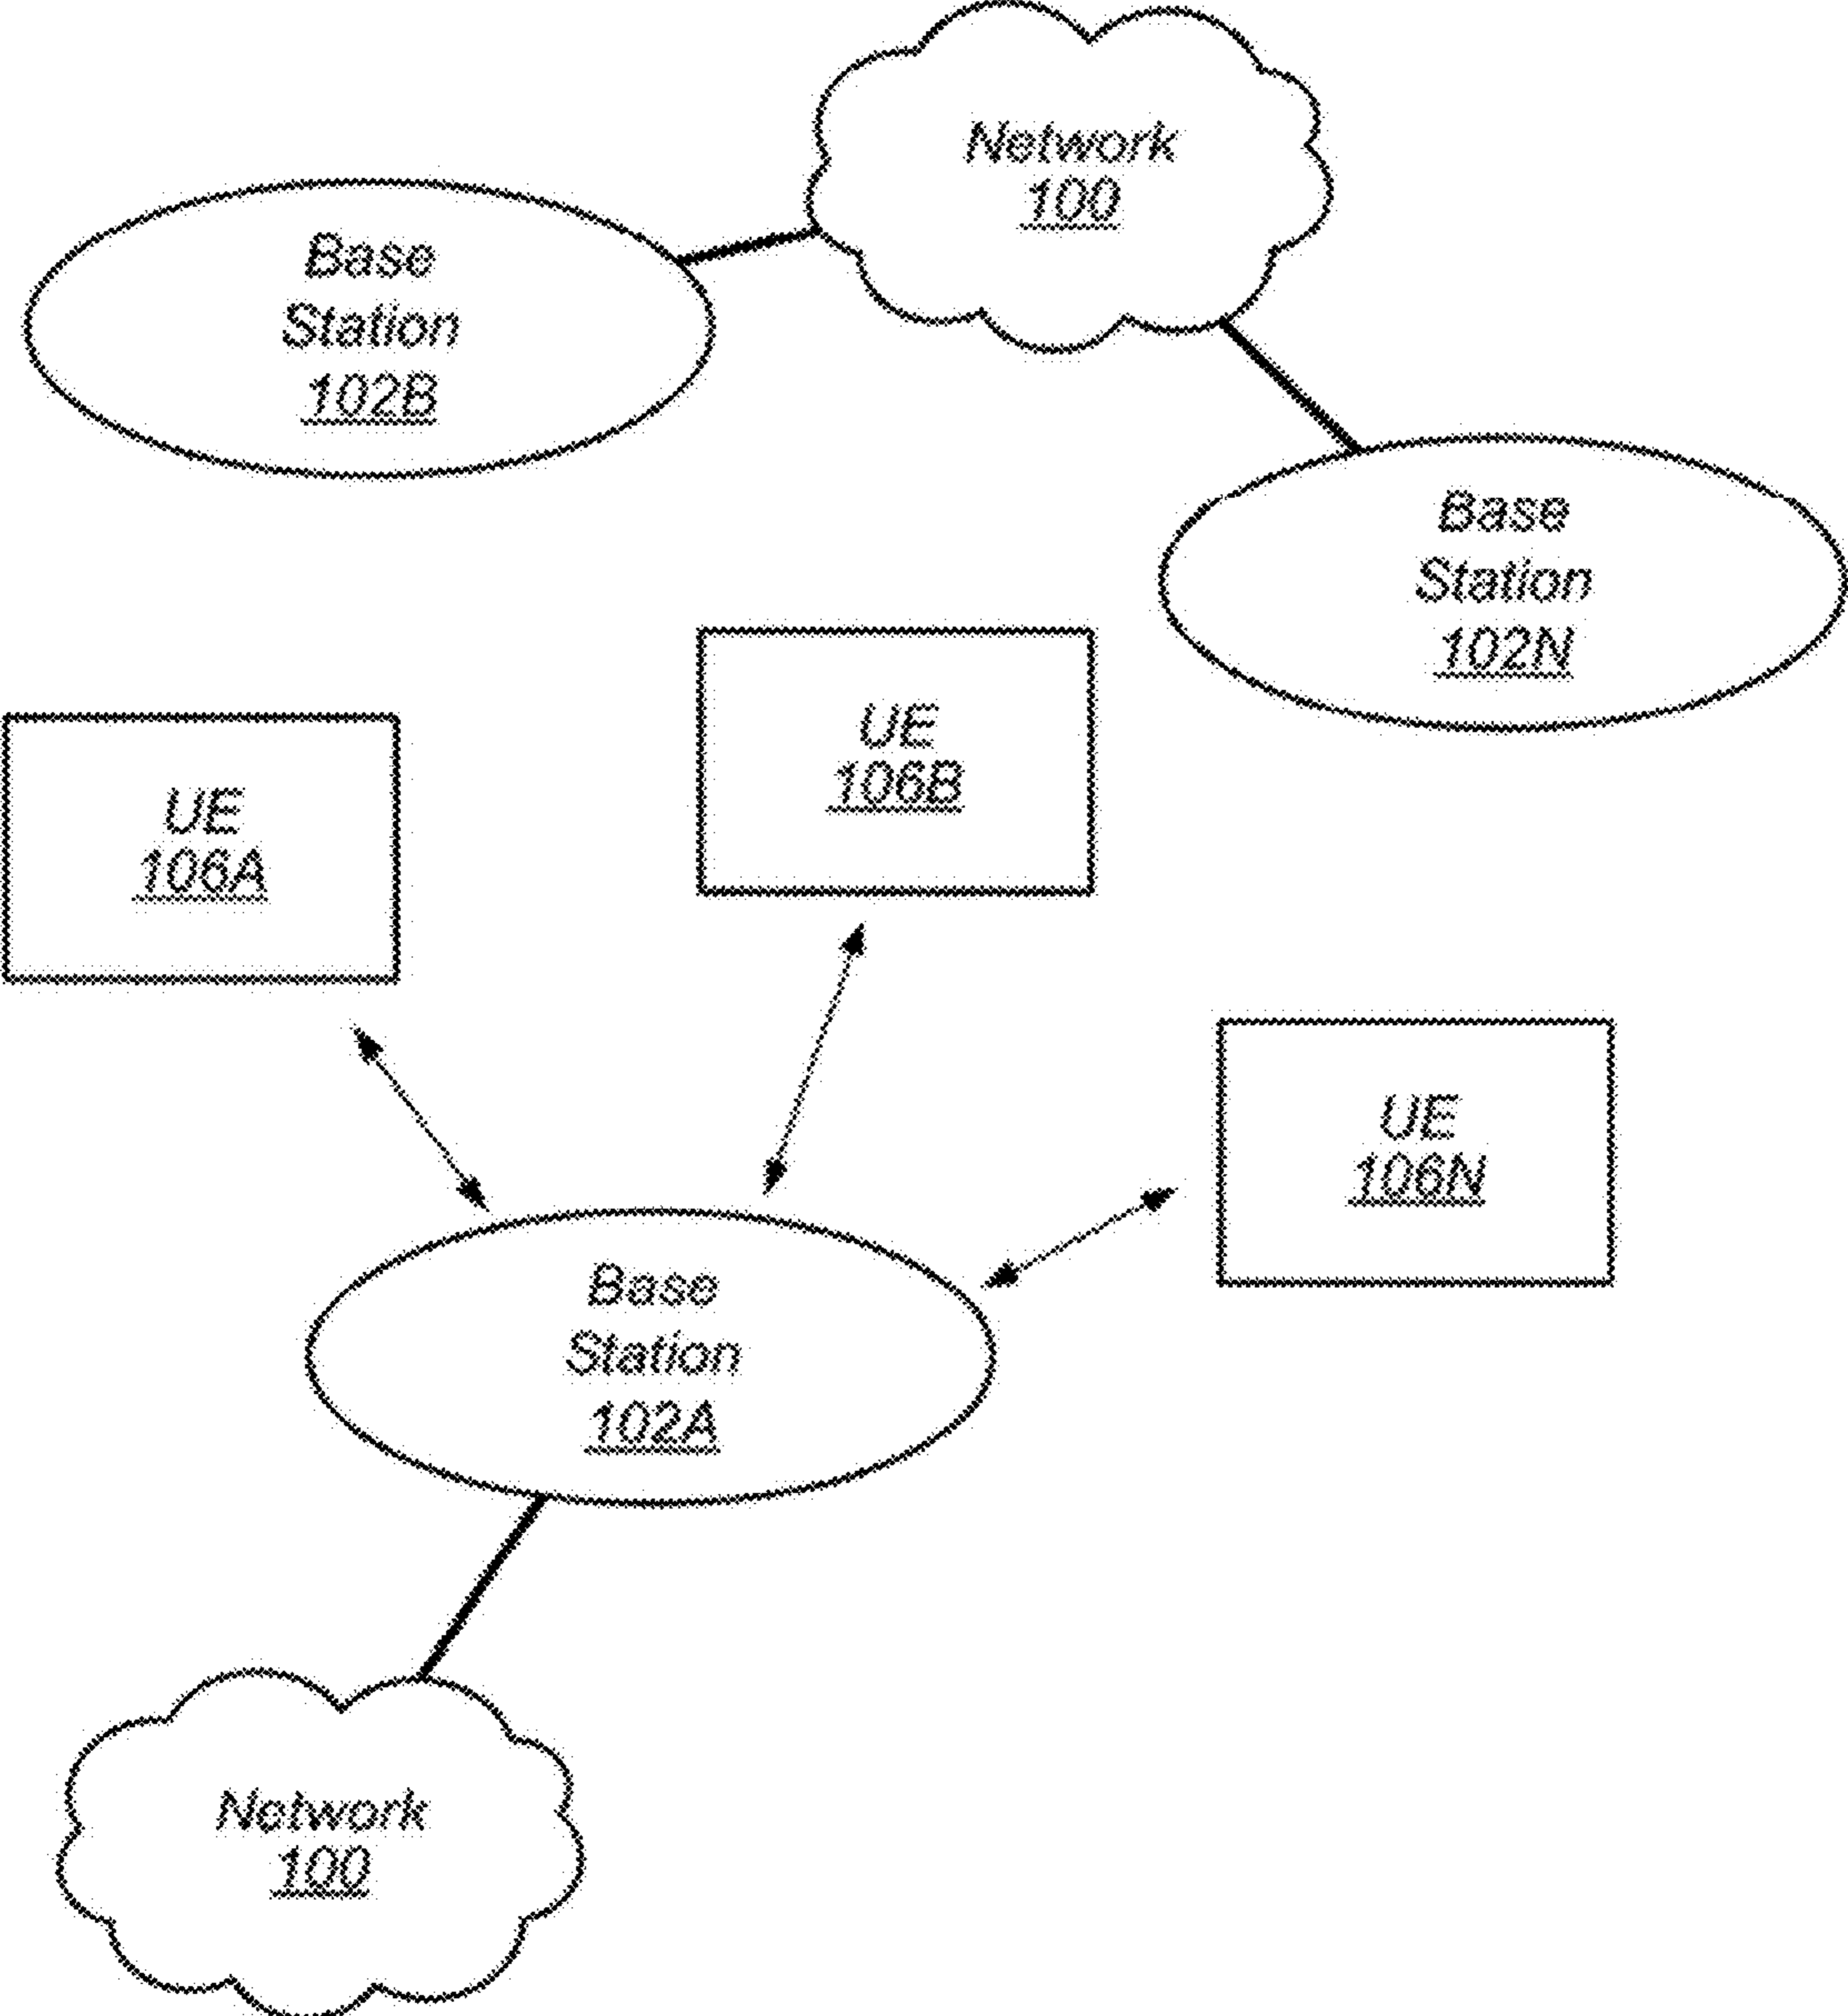 Network
100
Base
Station
102B
Base
Station
102N
UE
106B
UE
106A
UE
106N
Base
Station
102A
Network
100